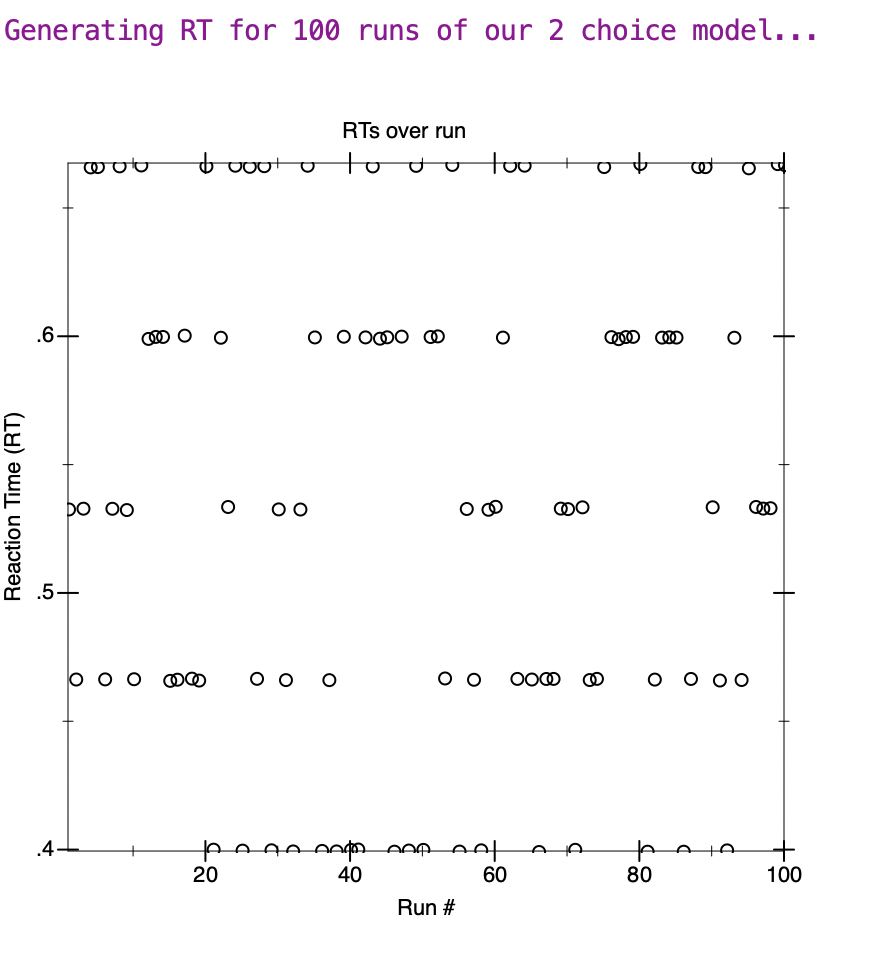 Generating RT for 100 runs of our 2 choice model...
RTs over run
.6
.5
.4
Reaction Time (RT)
20 40 60 80 100
Run #